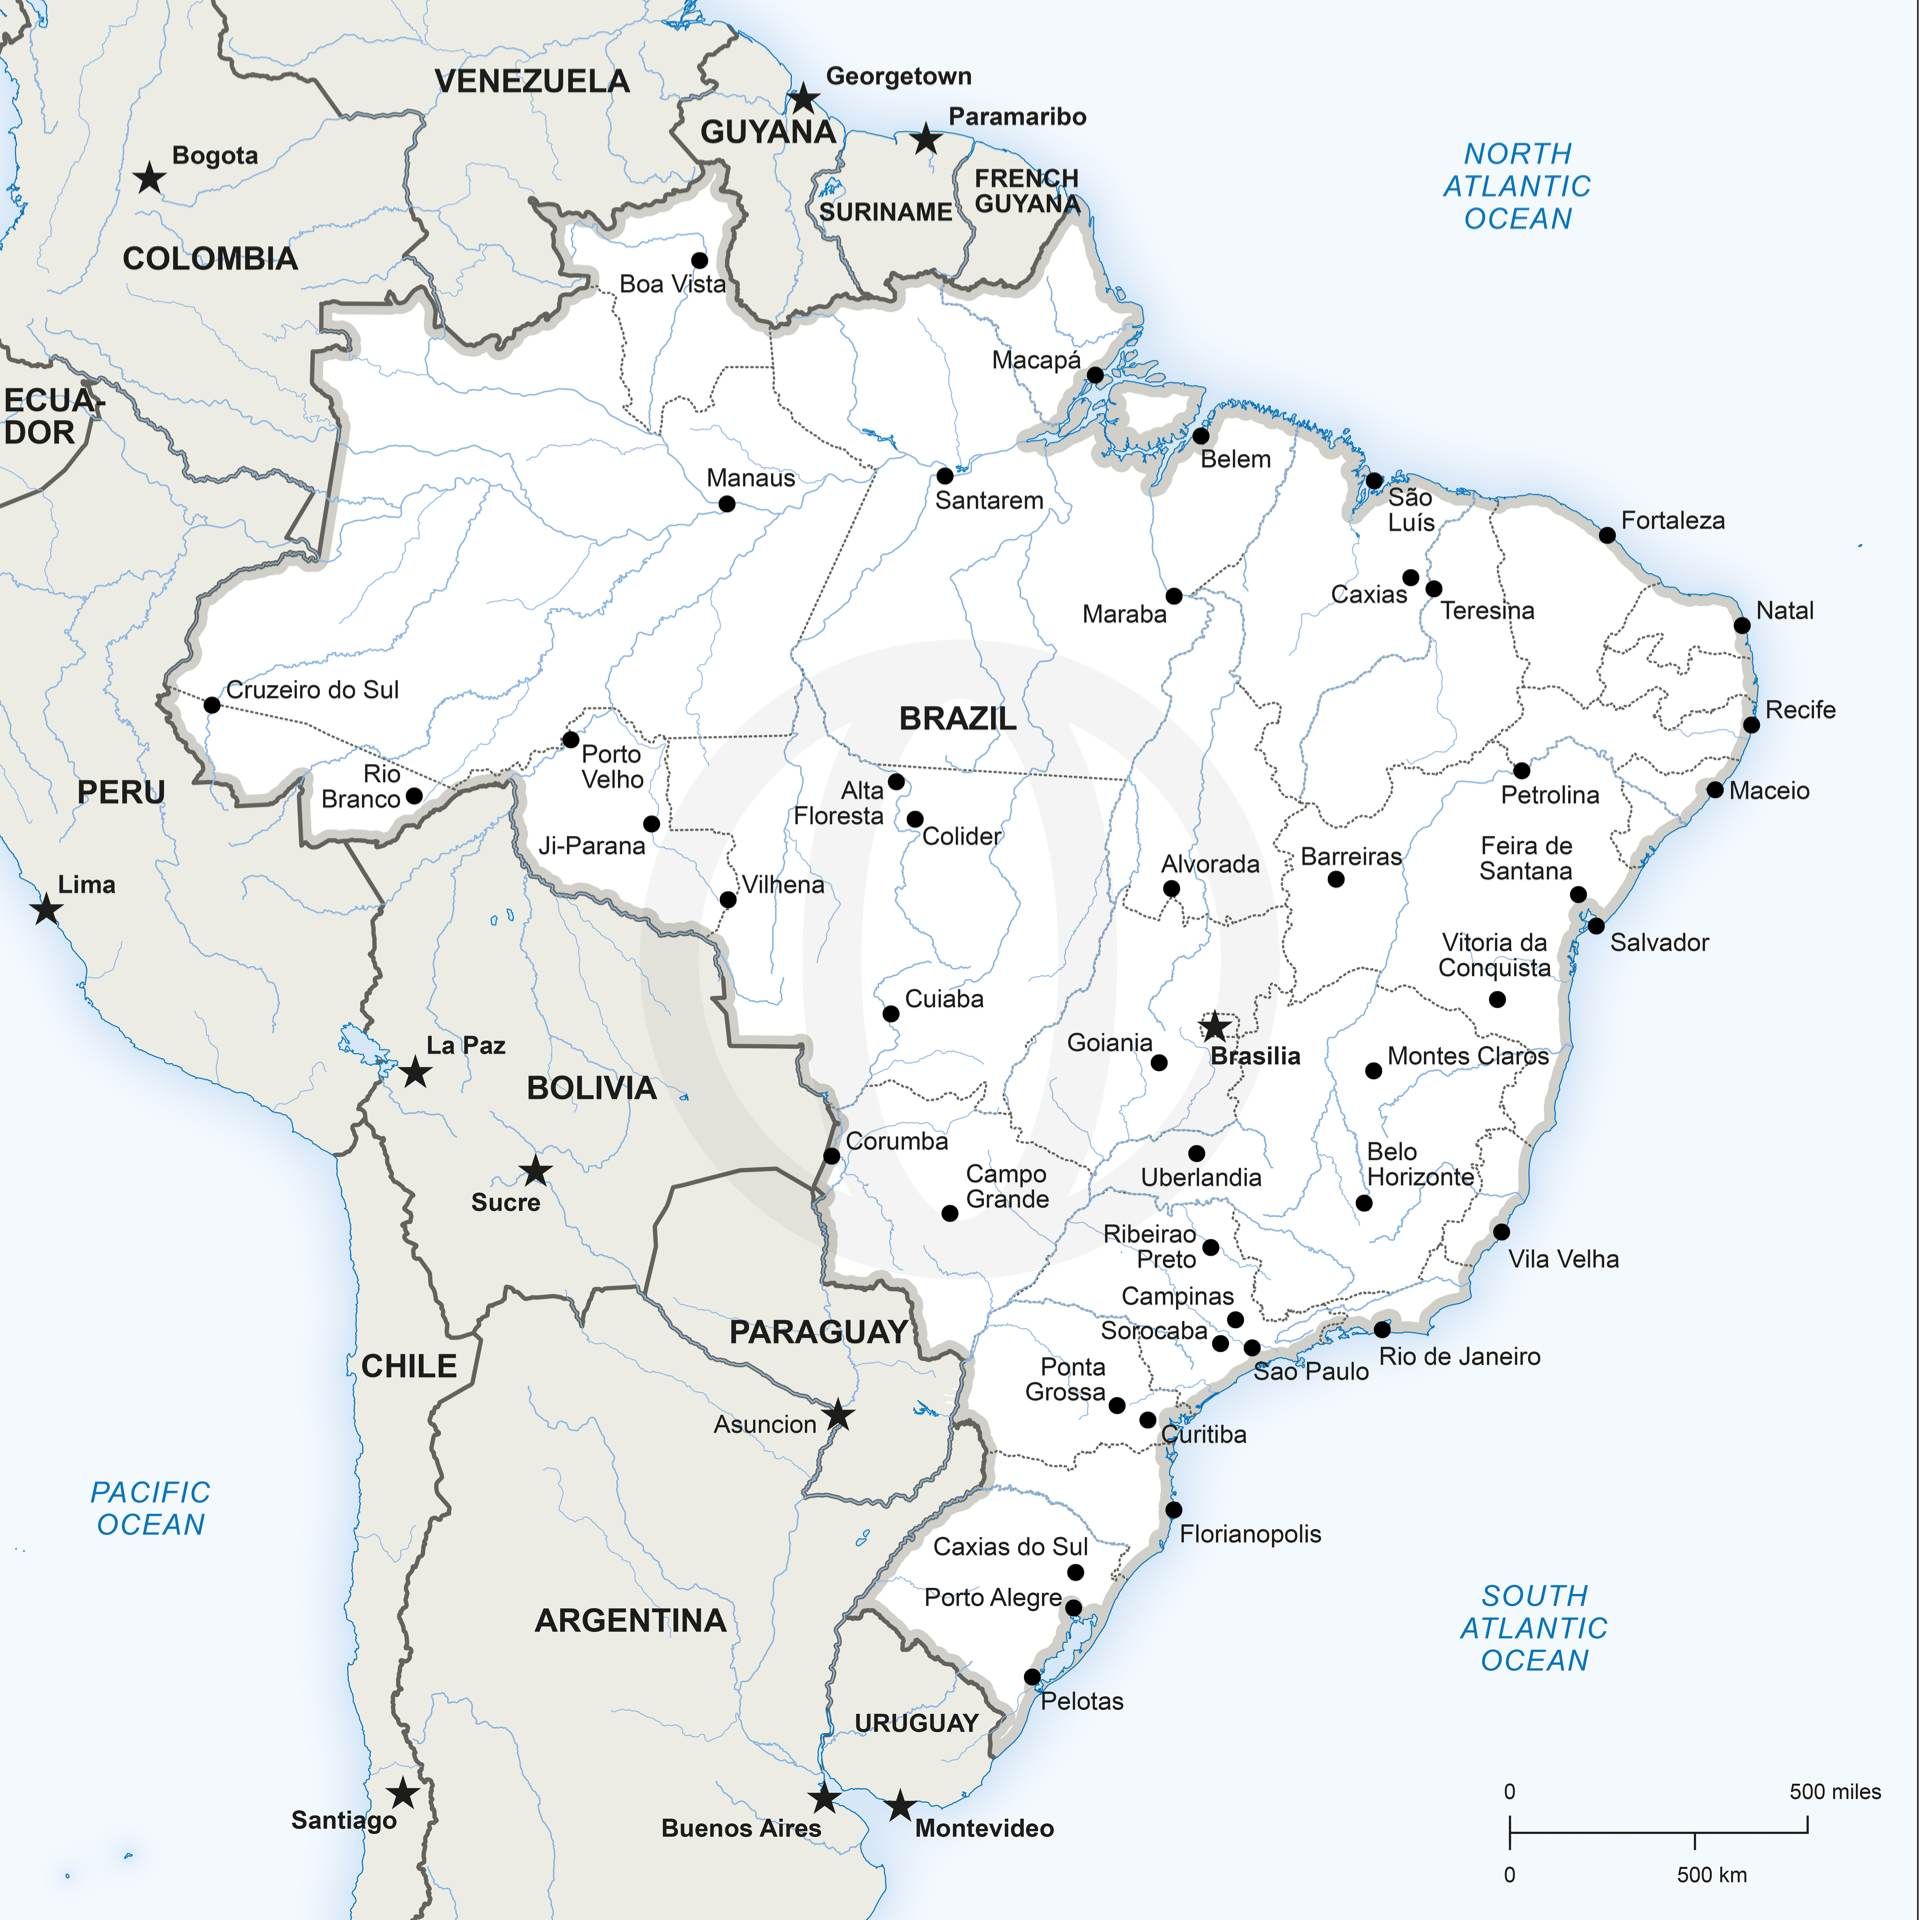 VENEZUELA
Georgetown
GUYANA
Paramaribo
Bogota
FRENCH
GUYANA
SURINAME
COLOMBIA
NORTH
ATLANTIC
OCEAN
Boa Vista
Macapá
ECUA-
DOR
Belem
Manaus
Santarem
São
Luís
Fortaleza
Caxias
Teresina
Maraba
Natal
Cruzeiro do Sul
BRAZIL
Recife
Porto
Velho
Rio
Branco
PERU
Alta
Floresta
Colider
Petrolina
Maceio
Ji-Parana
Feira de
Santana
Alvorada
Barreiras
Lima
Vilhena
Salvador
Vitoria da
Conquista
Cuiaba
Goiania
Brasilia
Montes Claros
La Paz
BOLIVIA
Corumba
Belo
Horizonte
Campo
Grande
Uberlandia
Sucre
Ribeirao
Preto
Vila Velha
Campinas
Sorocaba
PARAGUAY
CHILE
Sao Paulo
Rio de Janeiro
Ponta
Grossa
Asuncion
Curitiba
PACIFIC
OCEAN
Florianopolis
Caxias do Sul
Porto Alegre
ARGENTINA
SOUTH
ATLANTIC
OCEAN
Pelotas
URUGUAY
Santiago
Buenos Aires
Montevideo
0 500 miles
0 500 km